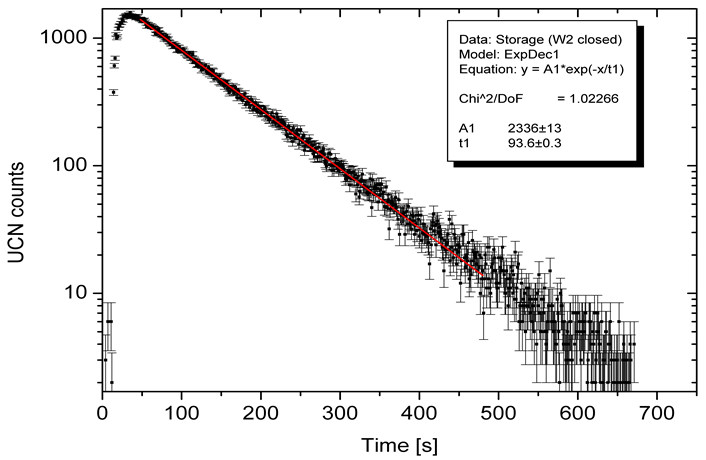 1000
100
10
UCN counts
0 100 200 300 400 500 600 700
Time [s]
Data: Storage (W2 closed)
Model: ExpDec1
Equation: y = A1*exp(-x/t1)
Chi^2/DoF = 1.02266
A1 2336±13
t1 93.6±0.3